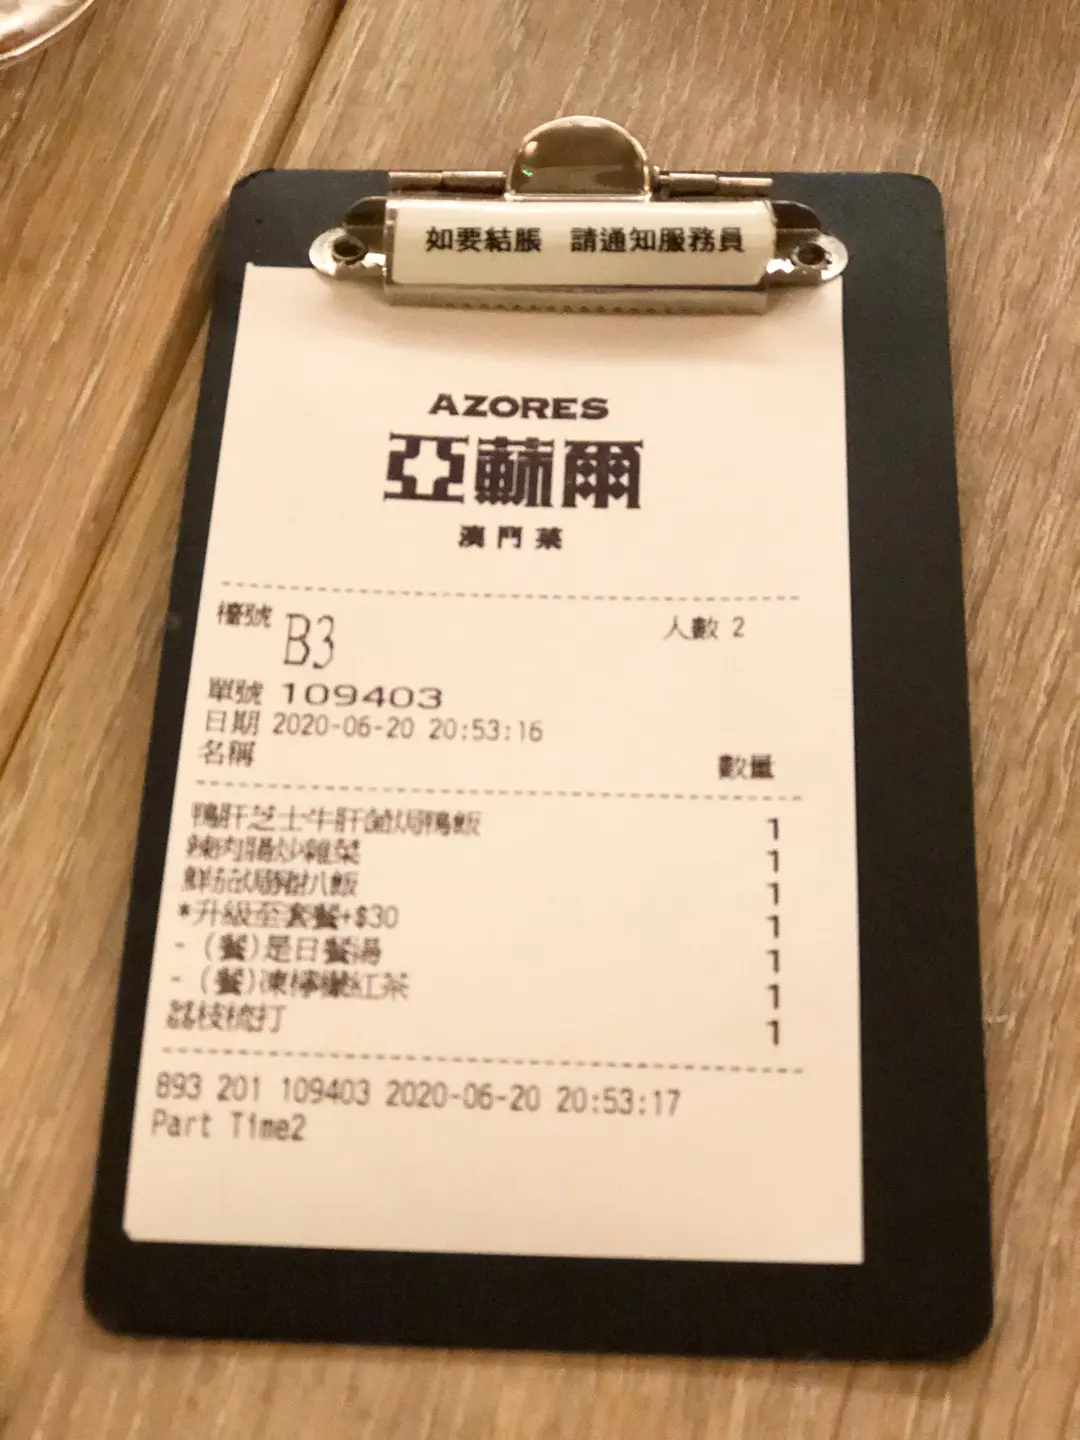 如要結賬 請通知服務員
AZORES
亞蘇爾
澳門菜
檯號 B3 人數 2
單號 109403
日期 2020-06-20 20:53:16
名稱 數量
鴨肝芝士牛肝菌焗鴨飯 1
辣肉腸炒雜菜 1
鮮茄焗豬扒飯 1
*升級至套餐+$30 1
- (餐)是日餐湯 1
- (餐)凍檸檬紅茶 1
荔枝梳打 1
893 201 109403 2020-06-20 20:53:17
Part Time2